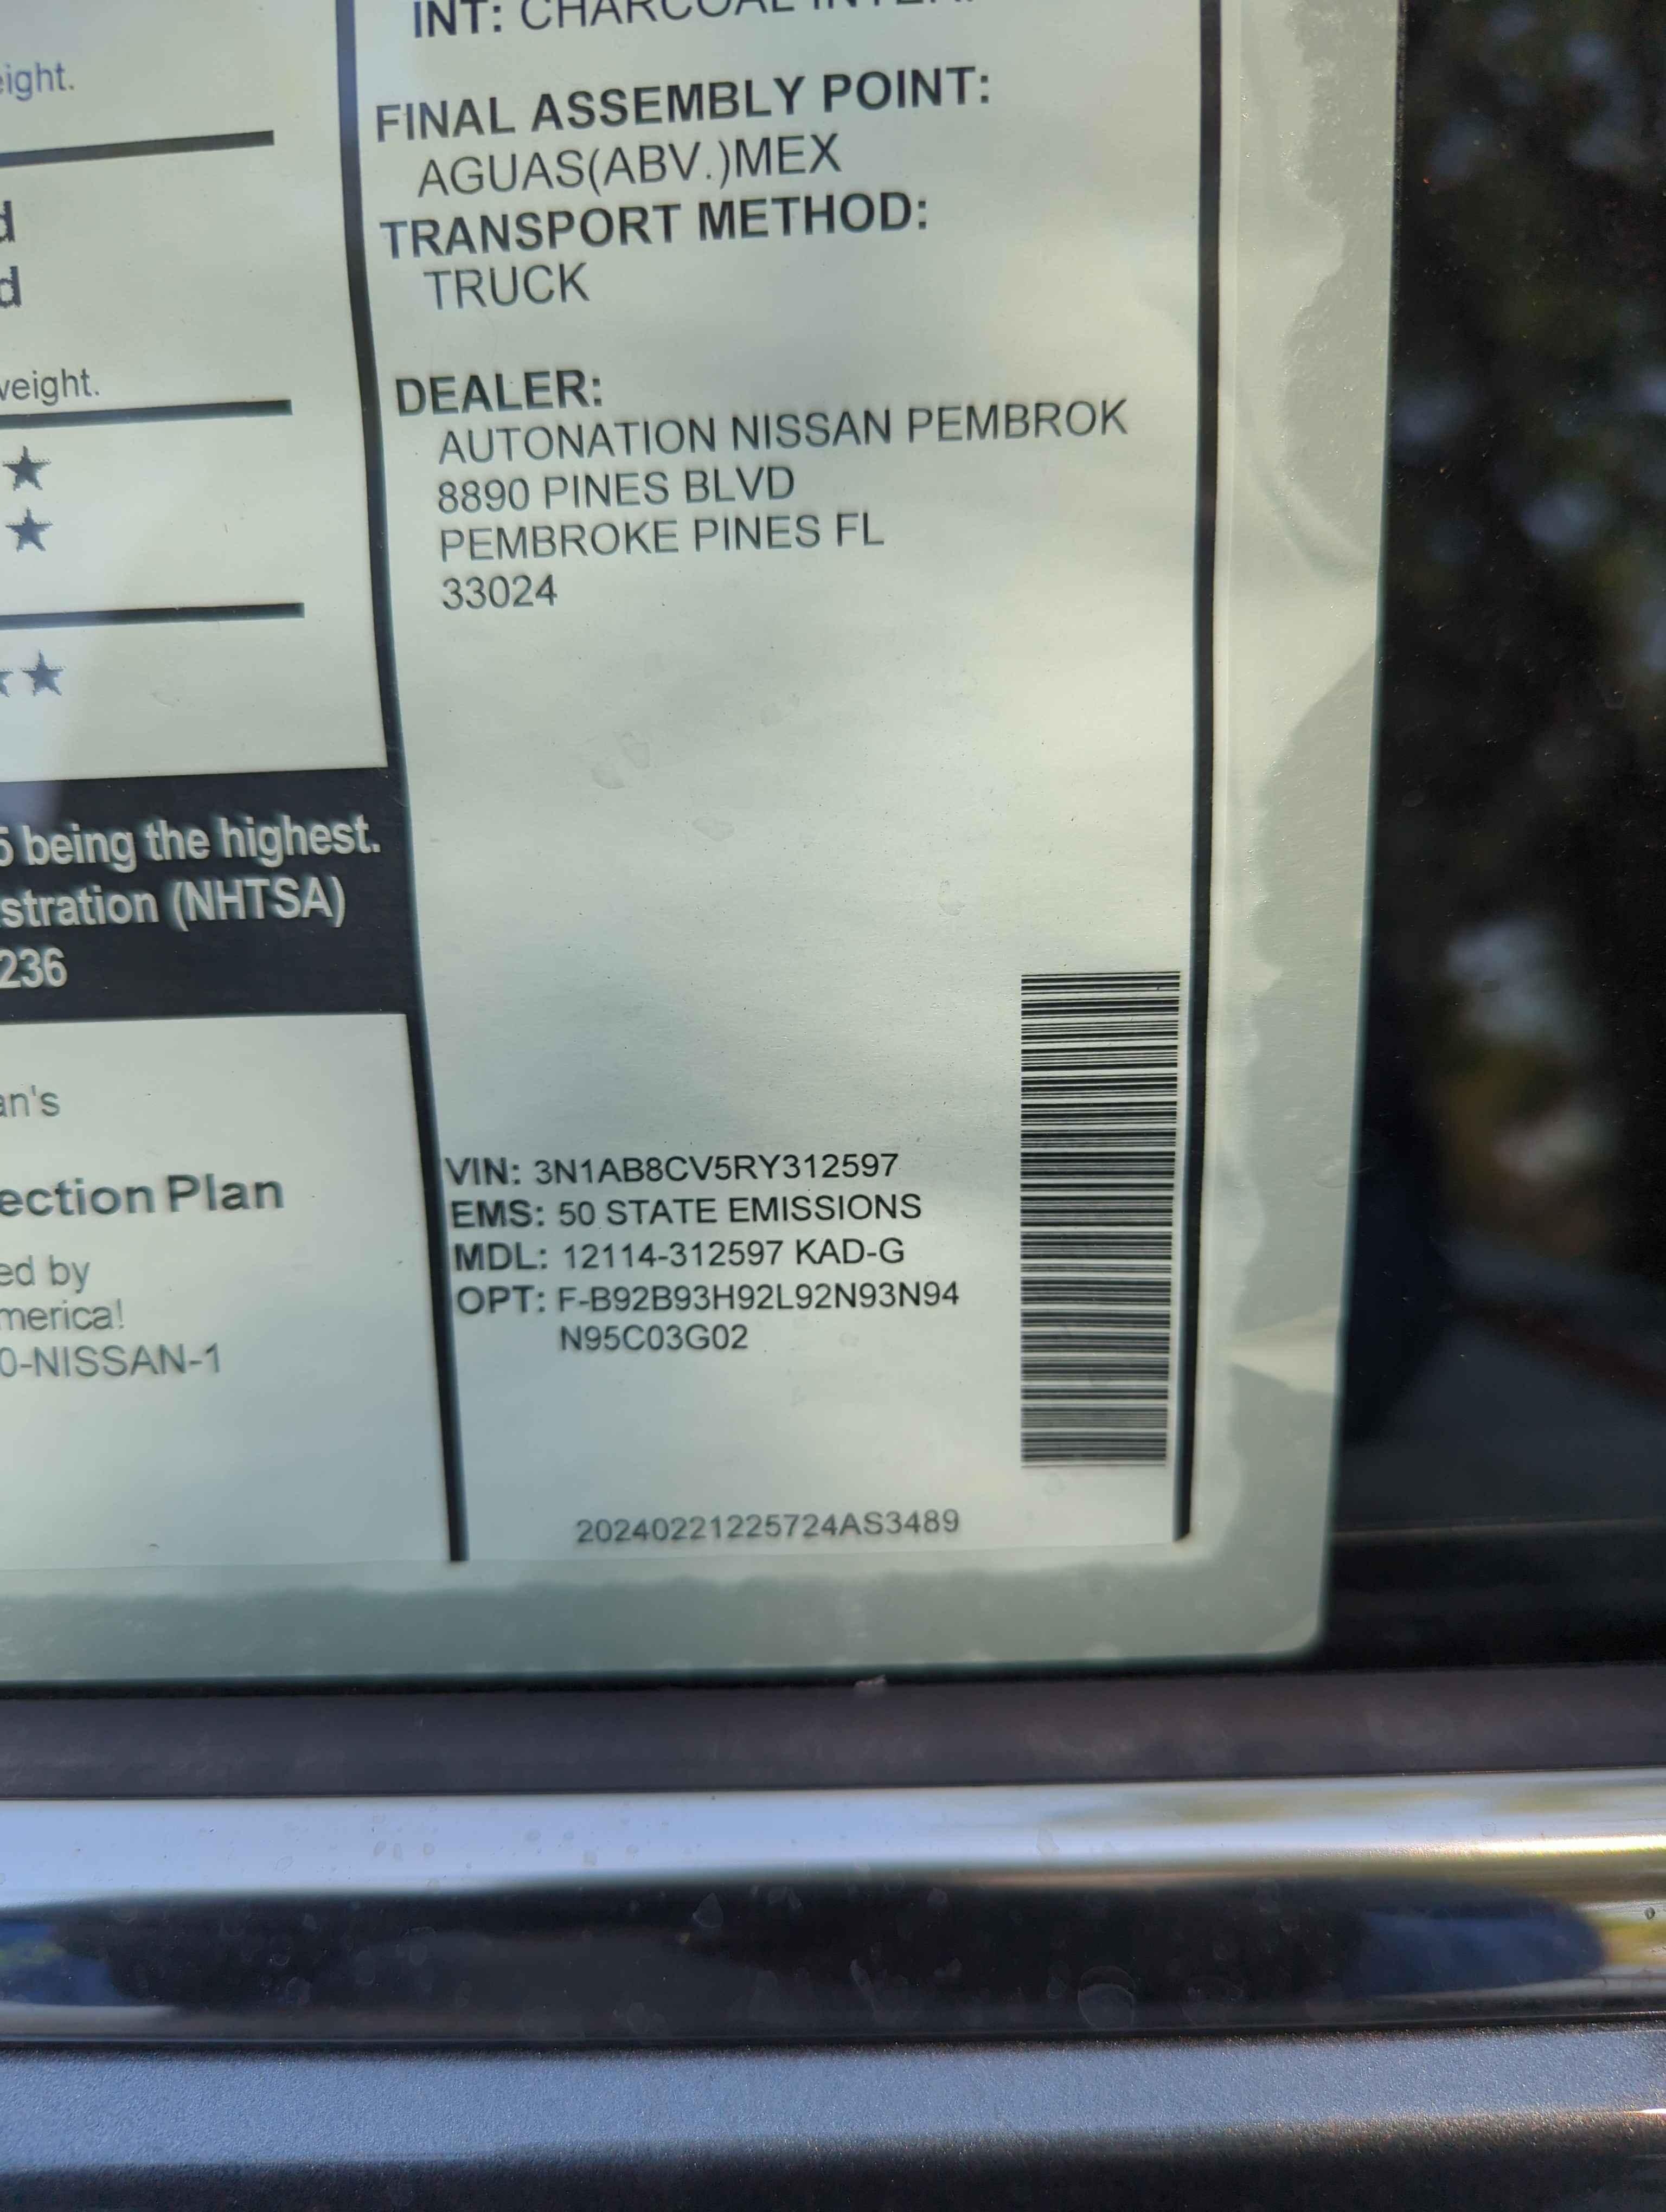 INT: CHARCOAL INTER
FINAL ASSEMBLY POINT:
AGUAS(ABV.)MEX
TRANSPORT METHOD:
TRUCK
DEALER:
AUTONATION NISSAN PEMBROK
8890 PINES BLVD
PEMBROKE PINES FL
33024
VIN: 3N1AB8CV5RY312597
EMS: 50 STATE EMISSIONS
MDL: 12114-312597 KAD-G
OPT: F-B92B93H92L92N93N94
N95C03G02
20240221225724AS3489
eight.
d
d
weight.
★
★
★★
5 being the highest.
stration (NHTSA)
236
an's
ection Plan
ed by
merica!
0-NISSAN-1